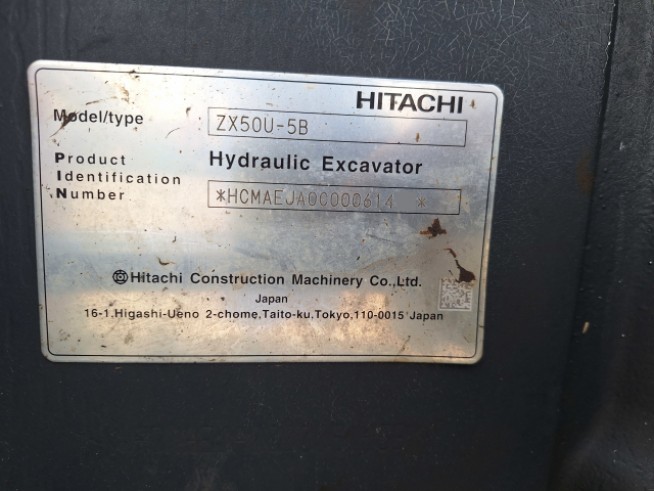 HITACHI
Model/type ZX50U-5B
Product Hydraulic Excavator
Identification
Number *HCMAEJA0C0000614 *
Hitachi Construction Machinery Co.,Ltd.
Japan
16-1,Higashi-Ueno 2-chome,Taito-ku,Tokyo,110-0015 Japan